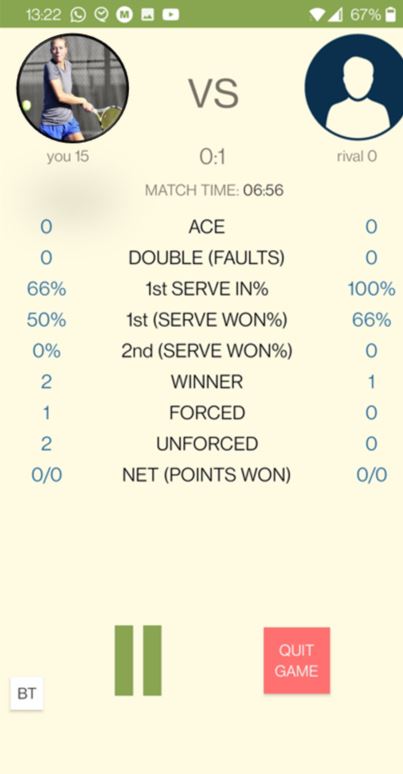 13:22 M 67%
VS
you 15 0:1 rival 0
MATCH TIME: 06:56
0 ACE 0
0 DOUBLE (FAULTS) 0
66% 1st SERVE IN% 100%
50% 1st (SERVE WON%) 66%
0% 2nd (SERVE WON%) 0
2 WINNER 1
1 FORCED 0
2 UNFORCED 0
0/0 NET (POINTS WON) 0/0
QUIT
GAME
BT